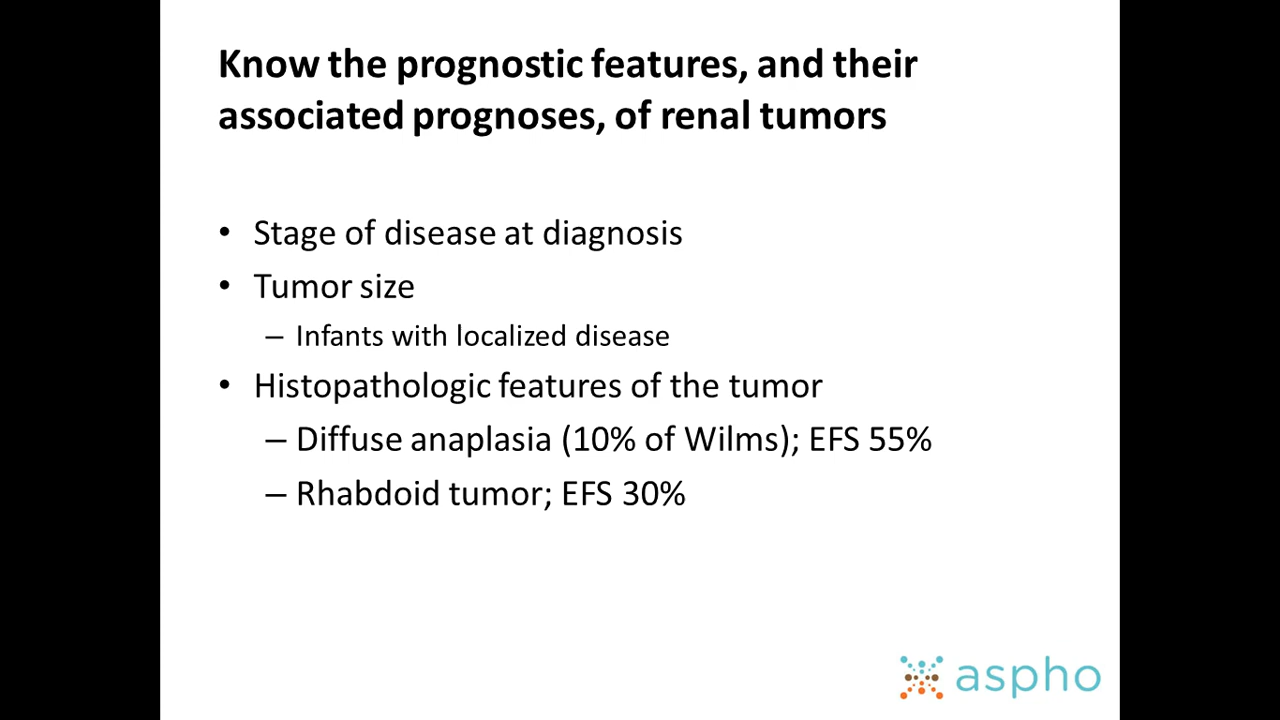 Know the prognostic features, and their
associated prognoses, of renal tumors
• Stage of disease at diagnosis
• Tumor size
– Infants with localized disease
• Histopathologic features of the tumor
– Diffuse anaplasia (10% of Wilms); EFS 55%
– Rhabdoid tumor; EFS 30%
aspho